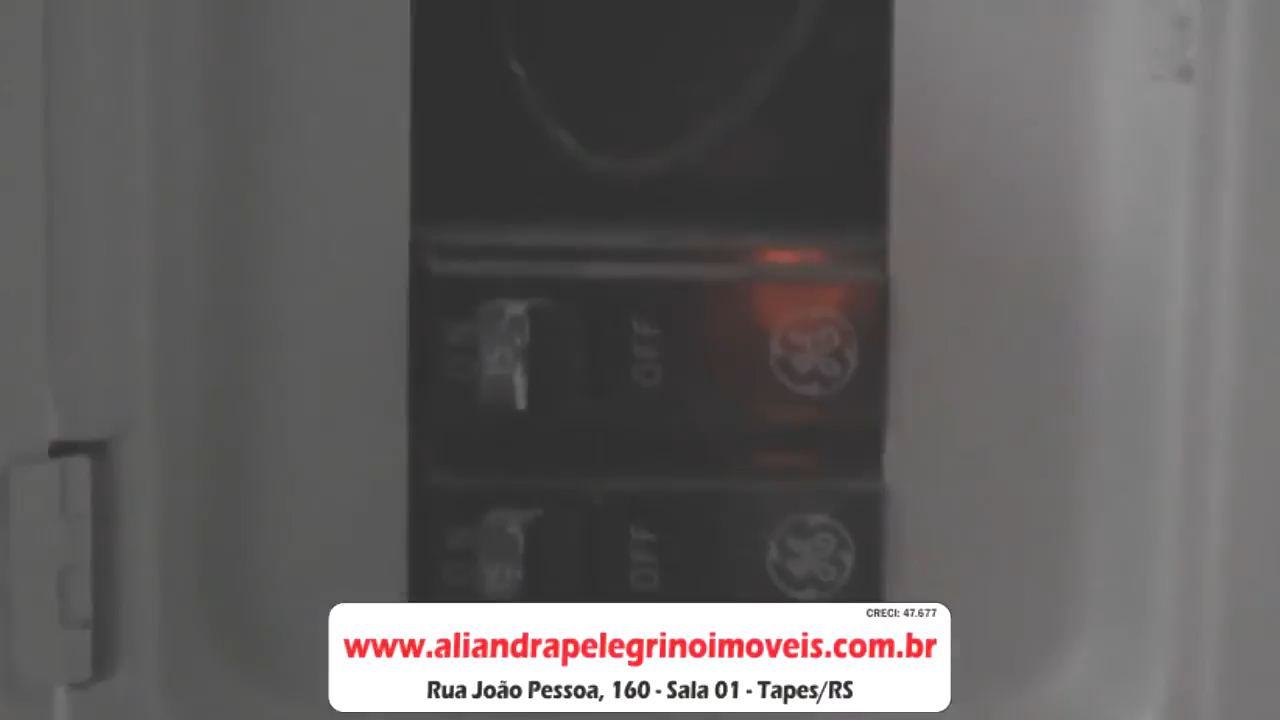 OFF
OFF
CRECI: 47.677
www.aliandrapelegrinoimoveis.com.br
Rua João Pessoa, 160 - Sala 01 - Tapes/RS